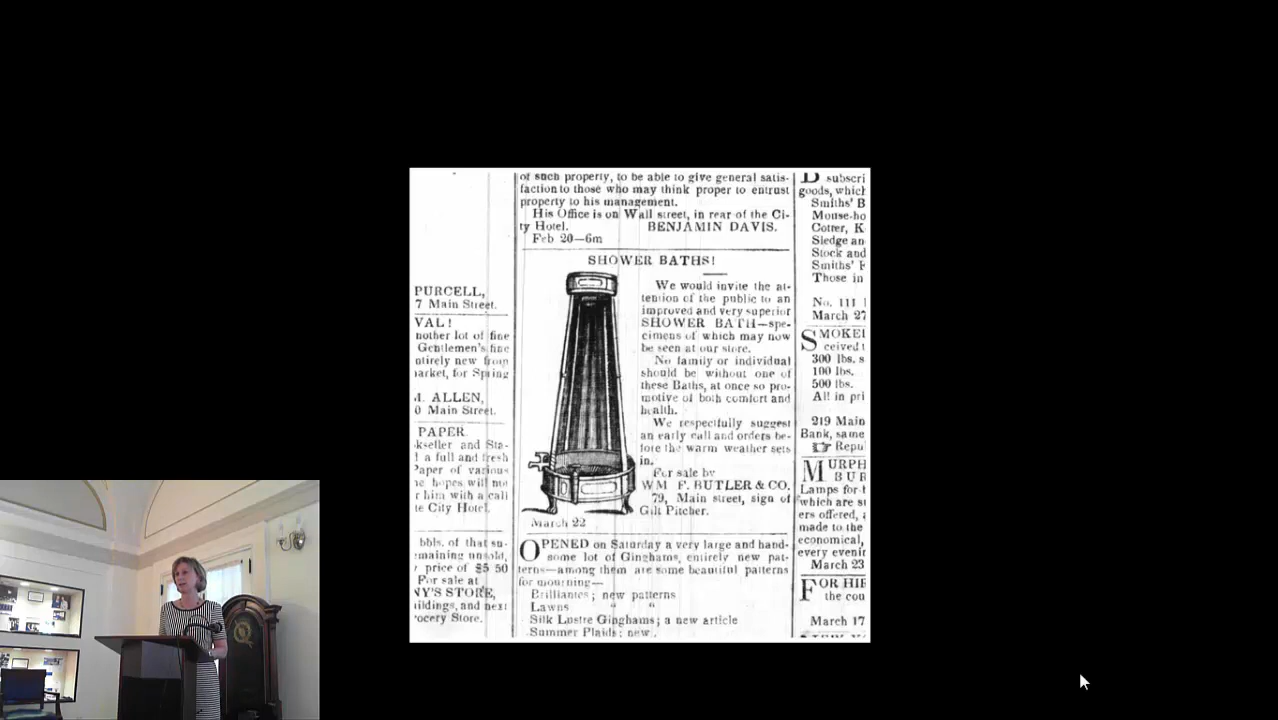 of such property, to be able to give general satis-
faction to those who may think proper to entrust
property to his management.
His Office is on Wall street, in rear of the Ci-
ty Hotel. BENJAMIN DAVIS.
Feb 20—6m
SHOWER BATHS!
We would invite the at-
tention of the public to an
improved and very superior
SHOWER BATH—spe-
cimens of which may now
be seen at our store.
No family or individual
should be without one of
these Baths, at once so pro-
motive of both comfort and
health.
We respectfully suggest
an early call and orders be-
fore the warm weather sets
in.
For sale by
WM F. BUTLER & CO.
79, Main street, sign of
Gilt Pitcher.
March 22
OPENED on Saturday a very large and hand-
some lot of Ginghams, entirely new pat-
terns—among them are some beautiful patterns
for mourning—
Brilliantes; new patterns
Lawns " "
Silk Lustre Ginghams; a new article
Summer Plaids; new
PURCELL,
7 Main Street.
VAL!
nother lot of fine
Gentlemen's fine
ntirely new from
arket, for Spring
M. ALLEN,
0 Main Street.
PAPER.
kseller and Sta-
a full and fresh
Paper of various
he hopes will not
r him with a call
te City Hotel.
bbls. of that su-
maining unsold,
price of $5 50
For sale at
NY'S STORE,
ildings, and next
rocery Store.
subscri
goods, which
Smiths' B
Mouse-ho
Cotter, K
Sledge an
Stock and
Smiths'
Those in
No. 111
March 27
SMOKE
ceived
300 lbs. s
100 lbs.
500 lbs.
All in pri
219 Main
Bank, same
☞ Repu
MURPH
BUR
Lamps for
which are su
ers offered,
made to the
economical,
every evenin
March 23
FOR HI
the cou
March 17